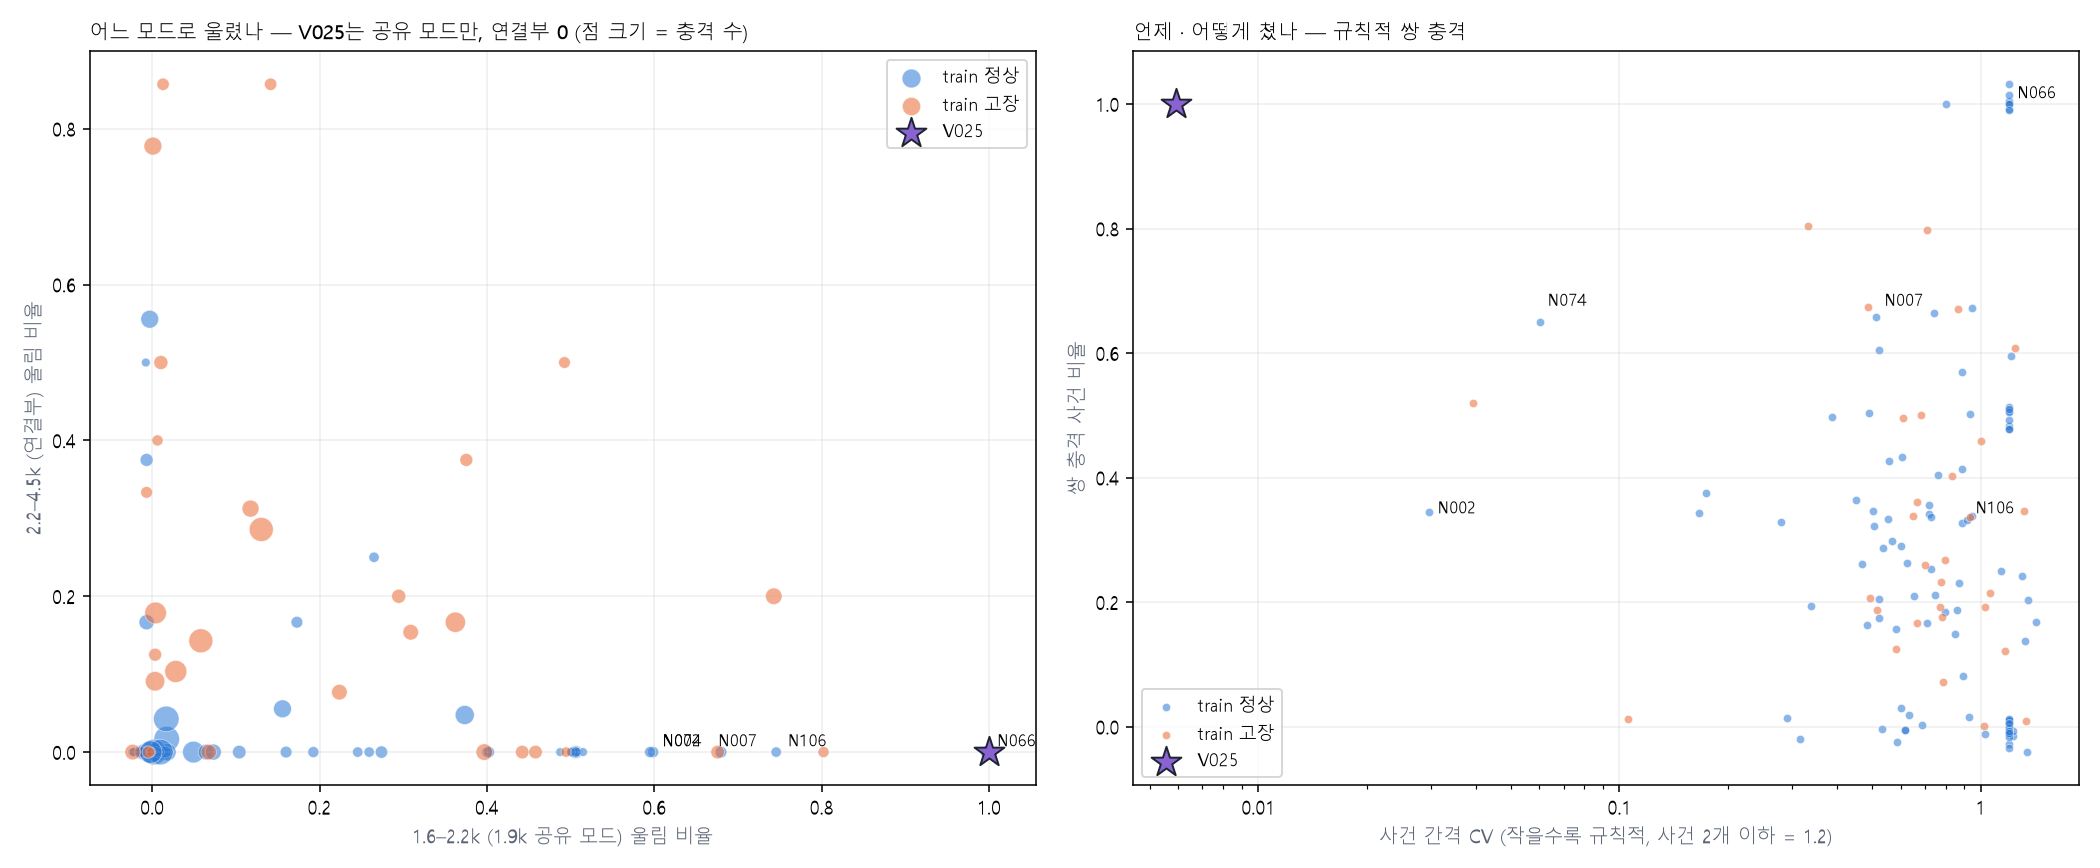 어느 모드로 울렸나 — V025는 공유 모드만, 연결부 0 (점 크기 = 충격 수)
train 정상
train 고장
V025
2.2–4.5k (연결부) 울림 비율
0.8
0.6
0.4
0.2
0.0
N007
N106
N066
0.0
0.2
0.4
0.6
0.8
1.0
1.6–2.2k (1.9k 공유 모드) 울림 비율
언제 · 어떻게 쳤나 — 규칙적 쌍 충격
쌍 충격 사건 비율
1.0
0.8
0.6
0.4
0.2
0.0
N066
N074
N007
N002
N106
train 정상
train 고장
V025
0.01
0.1
1
사건 간격 CV (작을수록 규칙적, 사건 2개 이하 = 1.2)